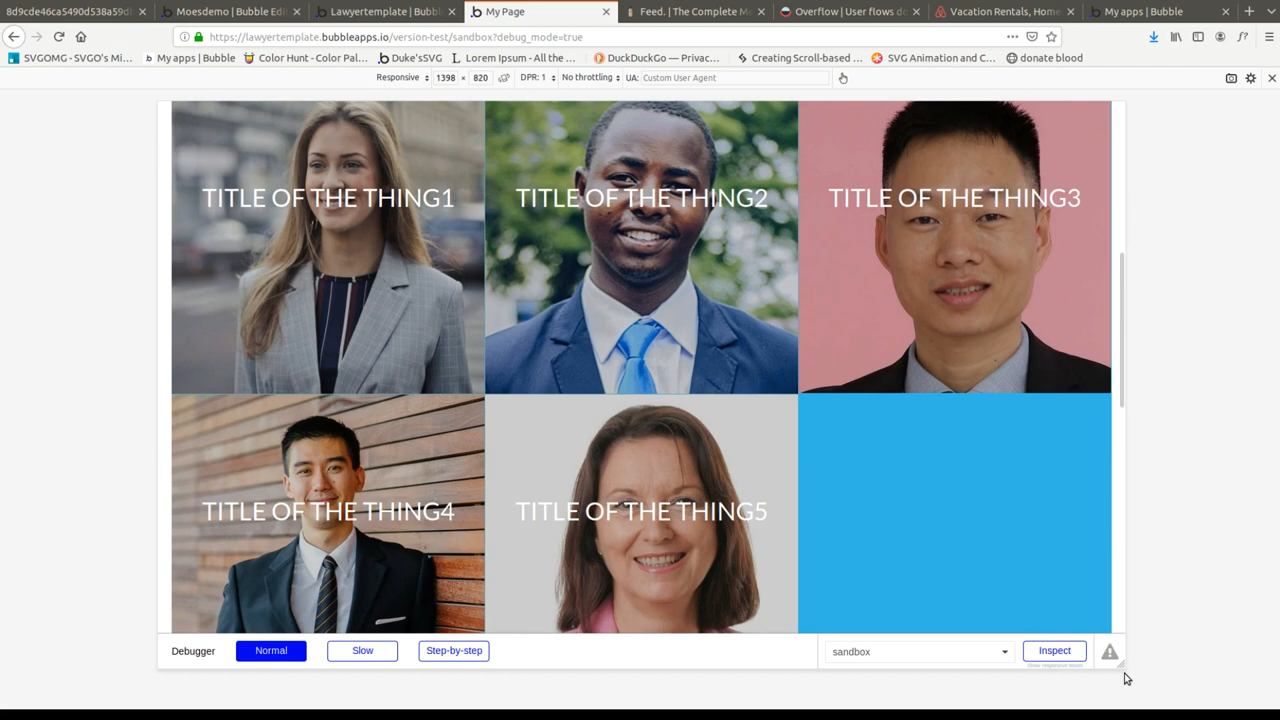 8d9cde46ca5490d538a59d
Moesdemo | Bubble Edi
Lawyertemplate | Bubbl
My Page
Feed. | The Complete M
Overflow | User flows d
Vacation Rentals, Home
My apps | Bubble
https://lawyertemplate.bubbleapps.io/version-test/sandbox?debug_mode=true
SVGOMG - SVGO's Mi…
My apps | Bubble
Color Hunt - Color Pal…
Duke'sSVG
Lorem Ipsum - All the …
DuckDuckGo — Privac…
Creating Scroll-based …
SVG Animation and C…
donate blood
Responsive 1398 × 820 DPR: 1 No throttling UA: Custom User Agent
TITLE OF THE THING1
TITLE OF THE THING2
TITLE OF THE THING3
TITLE OF THE THING4
TITLE OF THE THING5
Debugger Normal Slow Step-by-step sandbox Inspect